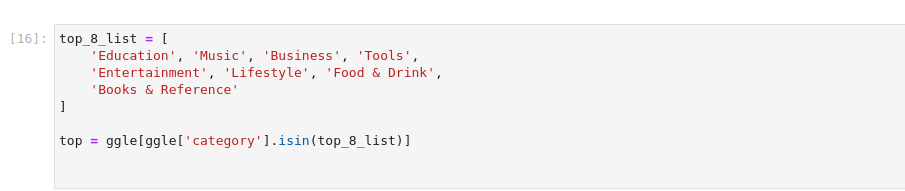 [16]: top_8_list = [
    'Education', 'Music', 'Business', 'Tools',
    'Entertainment', 'Lifestyle', 'Food & Drink',
    'Books & Reference'
]

top = ggle[ggle['category'].isin(top_8_list)]